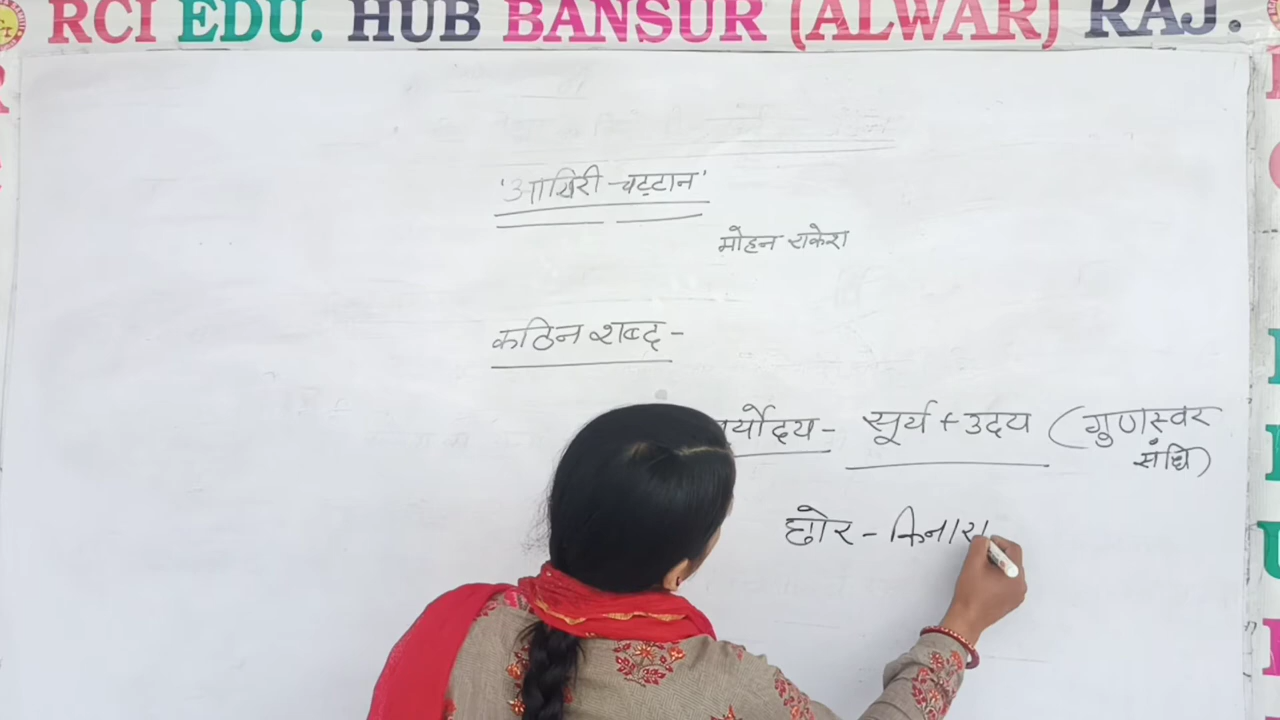 RCI EDU. HUB BANSUR (ALWAR) RAJ.
'आखिरी चट्टान'
मोहन राकेश
कठिन शब्द -
र्योदय - सूर्य + उदय (गुणस्वर
संधि)
छोर - किनारा